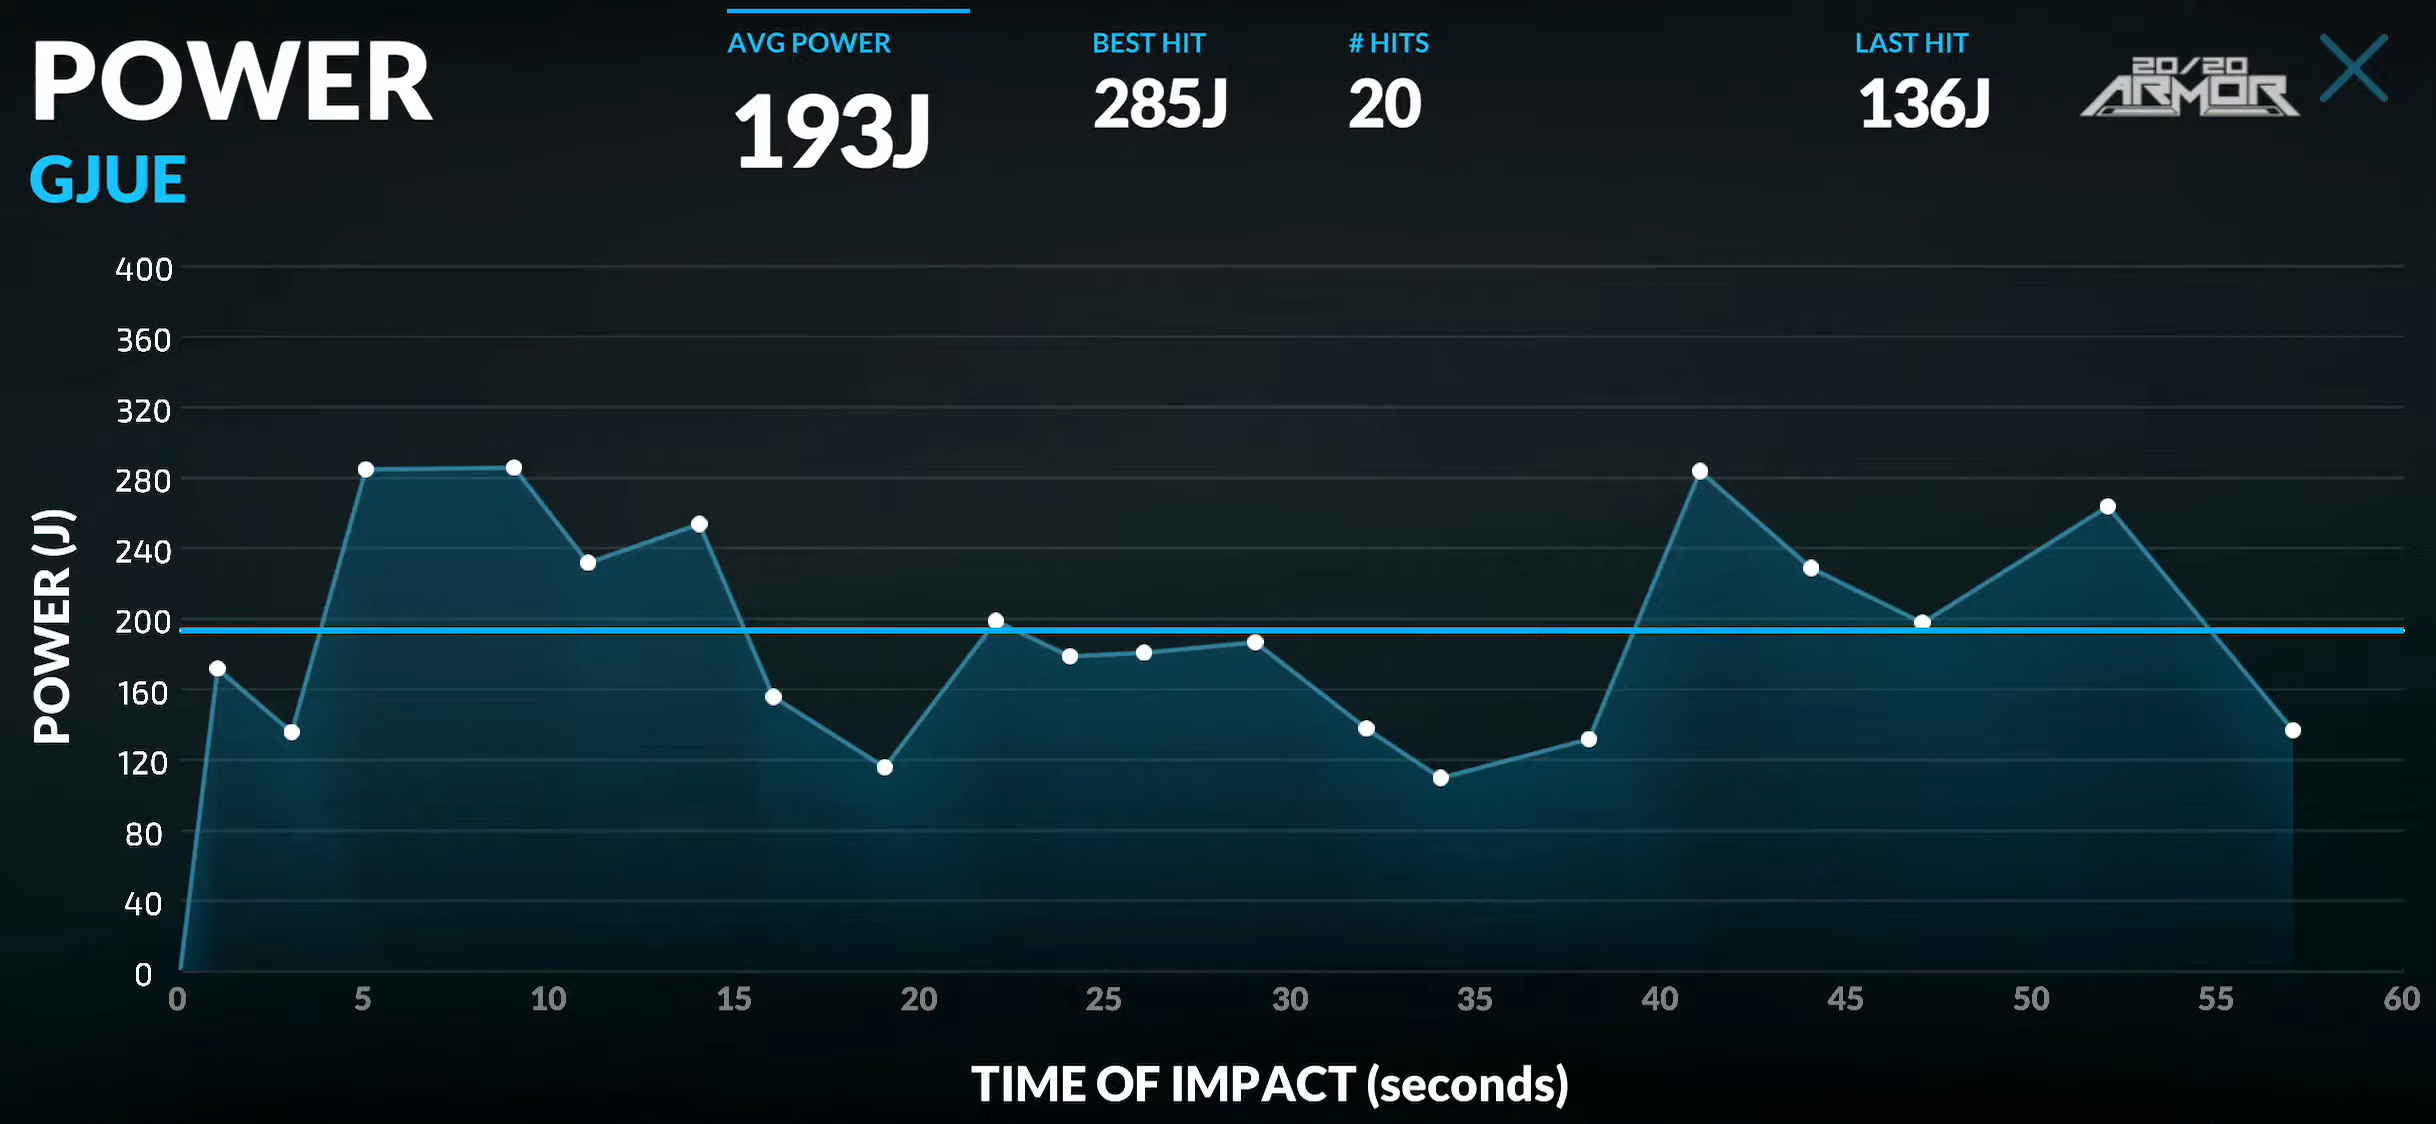 POWER
GJUE
AVG POWER
193J
BEST HIT
285J
# HITS
20
LAST HIT
136J
20/20
ARMOR
400
360
320
280
240
200
160
120
80
40
0
POWER (J)
0 5 10 15 20 25 30 35 40 45 50 55 60
TIME OF IMPACT (seconds)